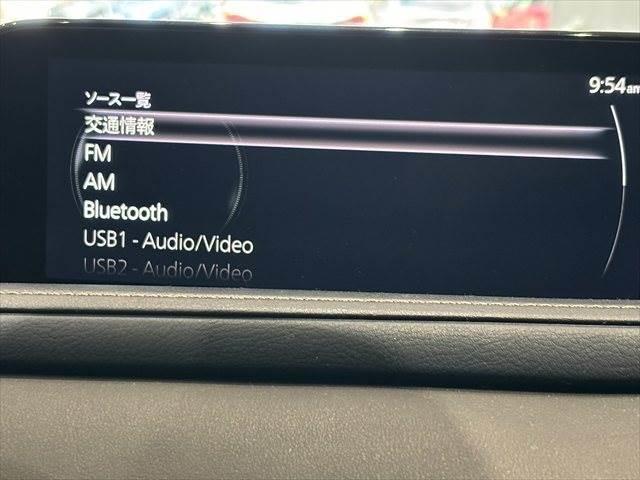 9:54am
ソース一覧
交通情報
FM
AM
Bluetooth
USB1 - Audio/Video
USB2 - Audio/Video